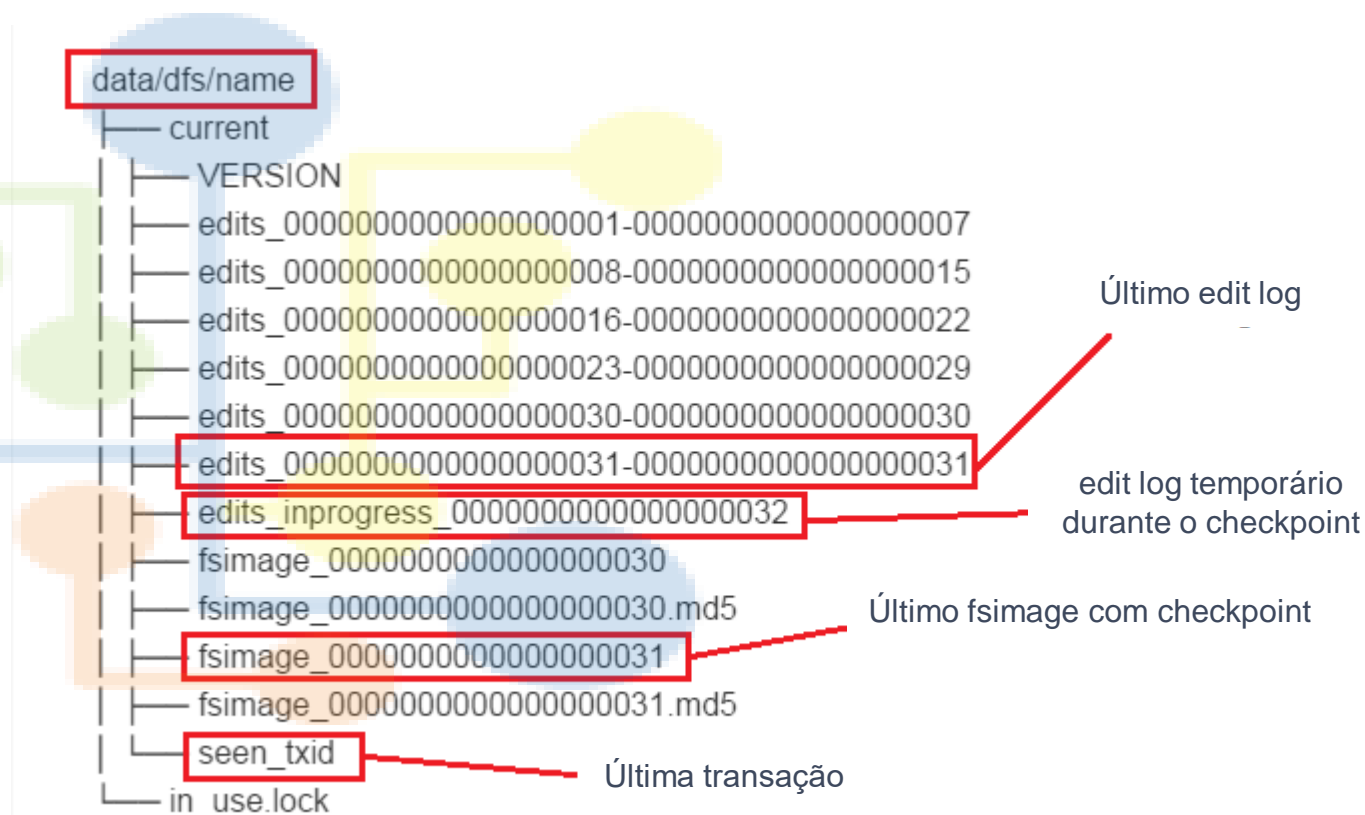 data/dfs/name
current
VERSION
edits_0000000000000000001-0000000000000000007
edits_0000000000000000008-0000000000000000015
edits_0000000000000000016-0000000000000000022
edits_0000000000000000023-0000000000000000029
edits_0000000000000000030-0000000000000000030
edits_0000000000000000031-0000000000000000031
edits_inprogress_0000000000000000032
fsimage_0000000000000000030
fsimage_0000000000000000030.md5
fsimage_0000000000000000031
fsimage_0000000000000000031.md5
seen_txid
in_use.lock
Último edit log
edit log temporário
durante o checkpoint
Último fsimage com checkpoint
Última transação